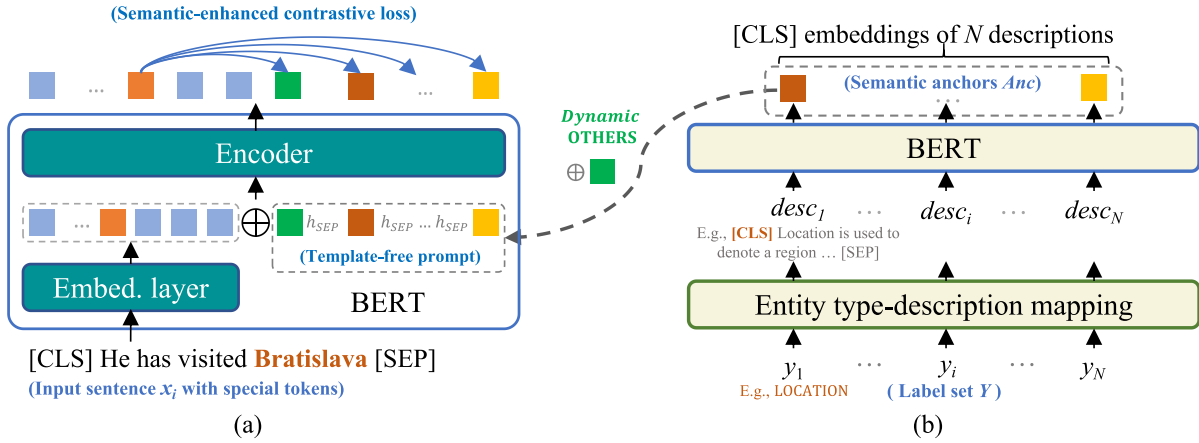 (Semantic-enhanced contrastive loss)
...
...
Encoder
...
⊕
h_SEP
h_SEP ... h_SEP
(Template-free prompt)
Embed. layer
BERT
[CLS] He has visited Bratislava [SEP]
(Input sentence x_i with special tokens)
(a)
Dynamic
OTHERS
⊕
[CLS] embeddings of N descriptions
(Semantic anchors Anc)
...
BERT
desc_1 ... desc_i ... desc_N
E.g., [CLS] Location is used to
denote a region ... [SEP]
Entity type-description mapping
y_1 ... y_i ... y_N
E.g., LOCATION
( Label set Y )
(b)